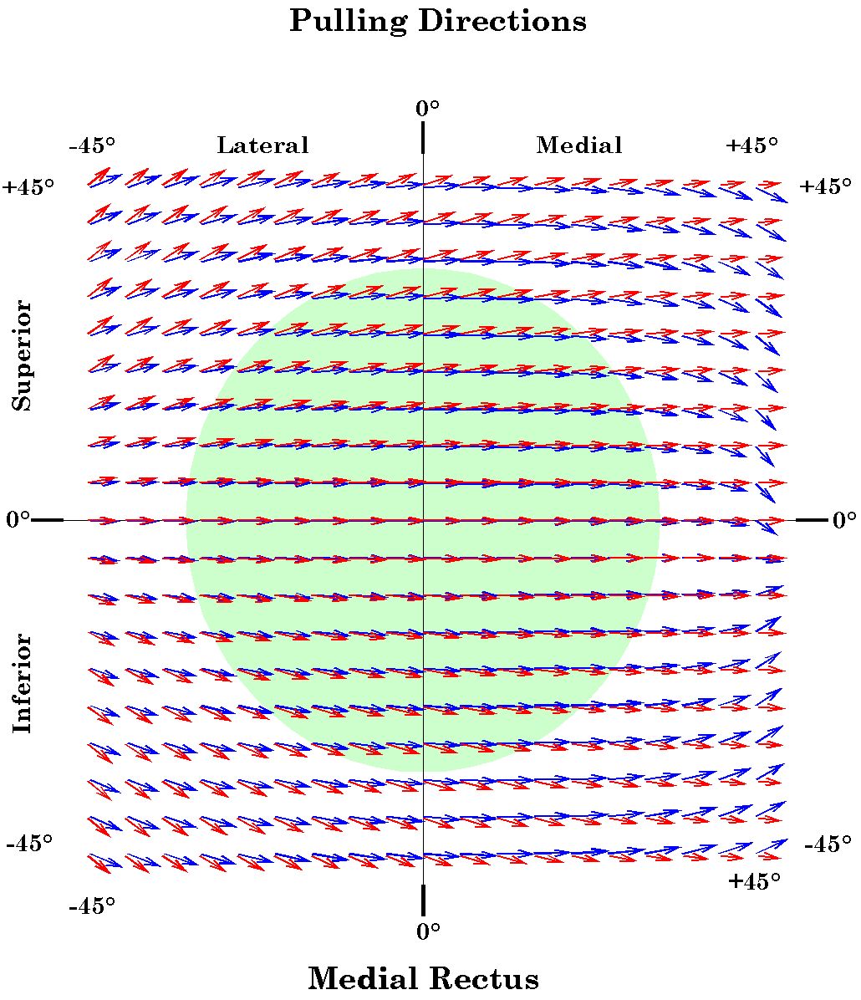 Pulling Directions
0°
-45° Lateral Medial +45°
+45° +45°
Superior
0° 0°
Inferior
-45° -45°
+45°
-45°
0°
Medial Rectus